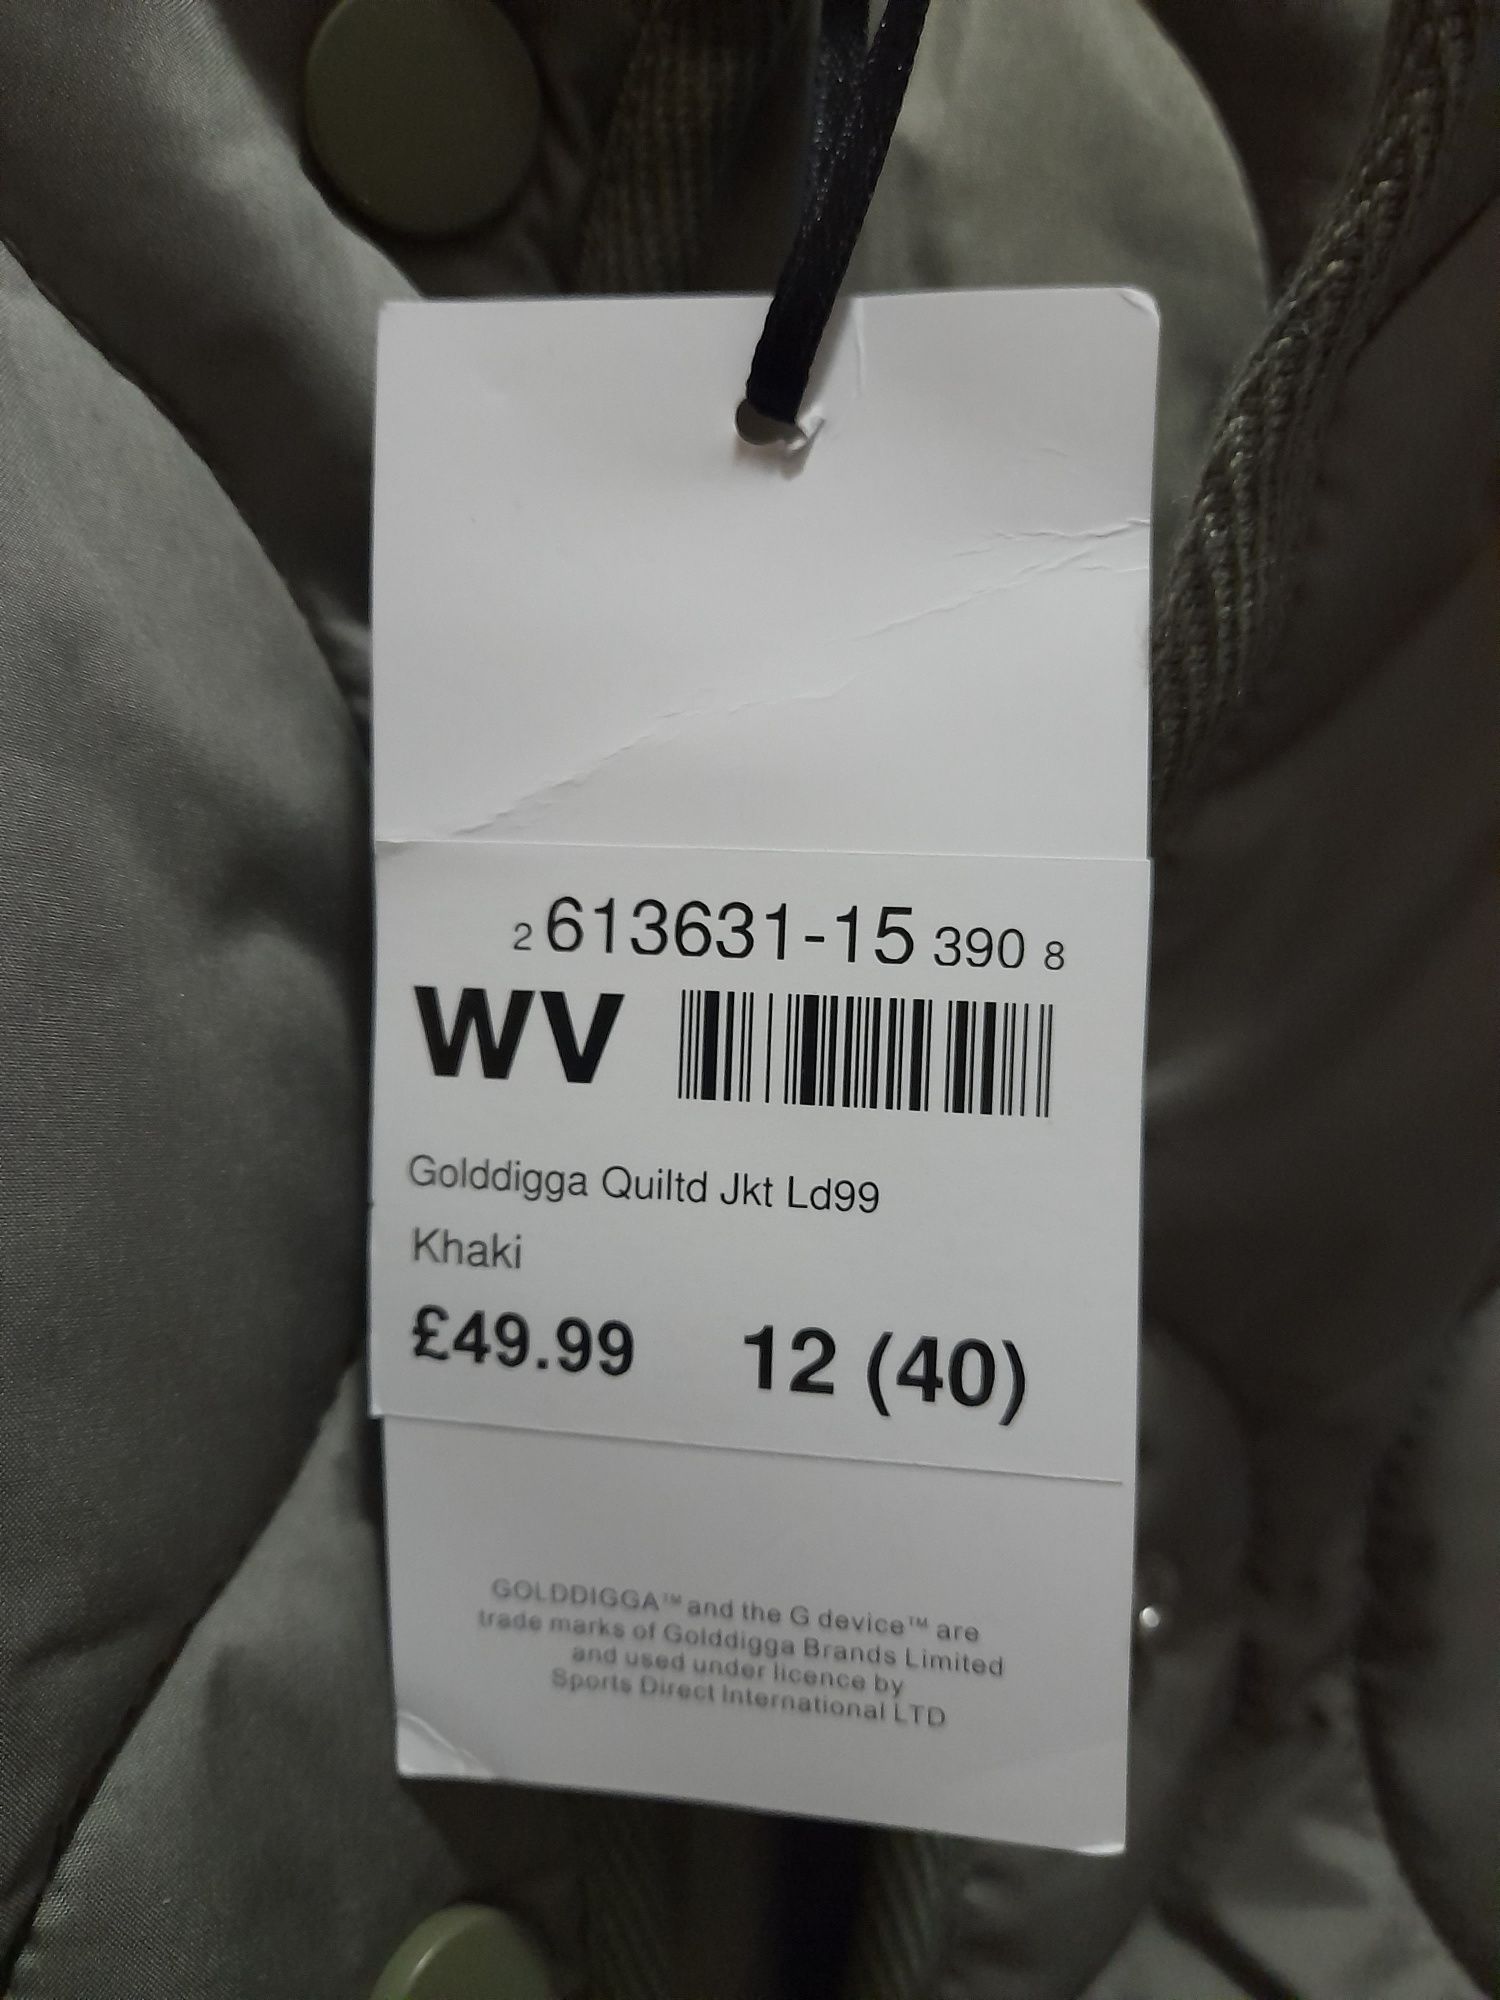 2 613631-15 390 8
WV
Golddigga Quiltd Jkt Ld99
Khaki
£49.99 12 (40)
GOLDDIGGA™ and the G device™ are
trade marks of Golddigga Brands Limited
and used under licence by
Sports Direct International LTD